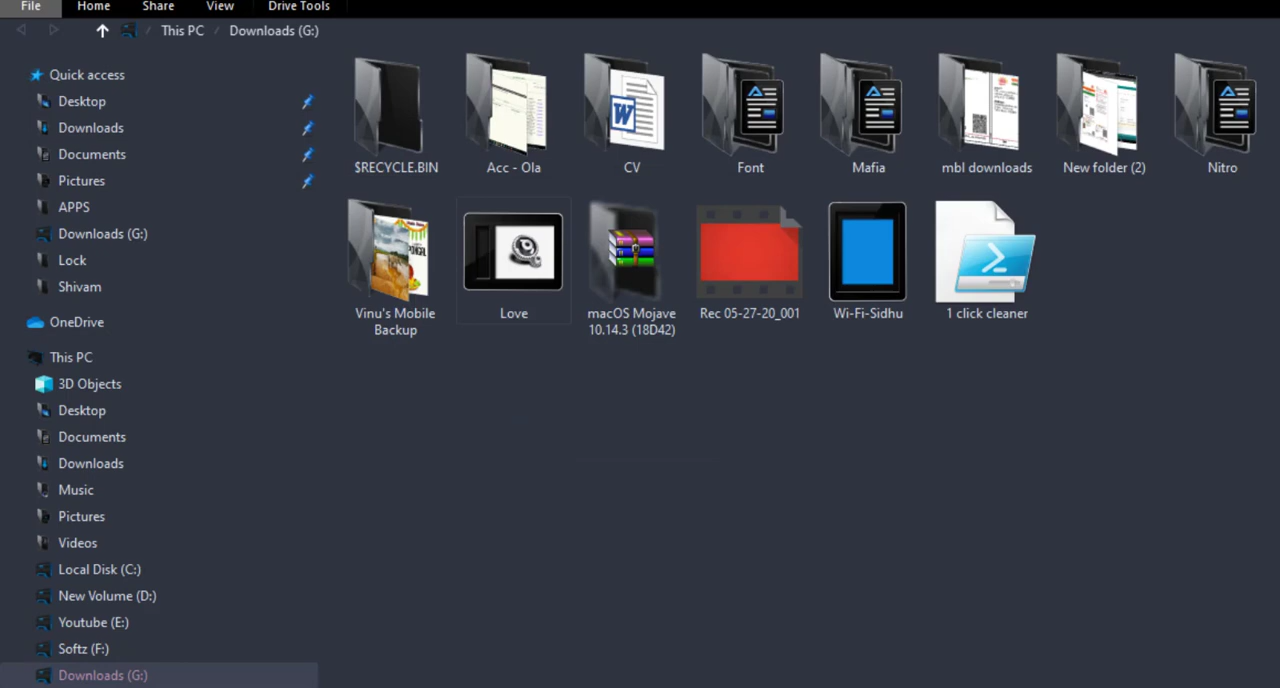 File Home Share View Drive Tools
This PC / Downloads (G:)
Quick access
Desktop
Downloads
Documents
Pictures
APPS
Downloads (G:)
Lock
Shivam
OneDrive
This PC
3D Objects
Desktop
Documents
Downloads
Music
Pictures
Videos
Local Disk (C:)
New Volume (D:)
Youtube (E:)
Softz (F:)
Downloads (G:)
$RECYCLE.BIN
Acc - Ola
CV
Font
Mafia
mbl downloads
New folder (2)
Nitro
Vinu's Mobile
Backup
Love
macOS Mojave
10.14.3 (18D42)
Rec 05-27-20_001
Wi-Fi-Sidhu
1 click cleaner